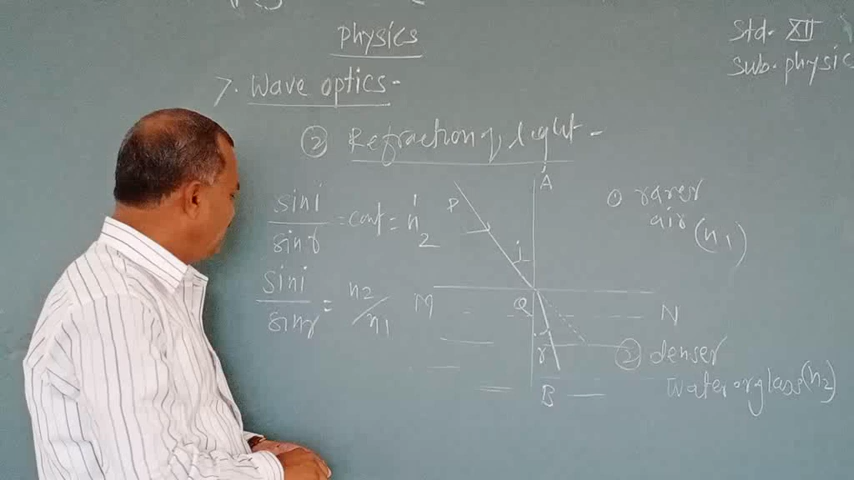 Physics
Std. XII
Sub. physic
7. Wave optics-
② Refraction of light -
sin i / sin r = cont = ¹n₂
sin i / sin r = n₂/n₁
A
P
i
① rarer
air (n₁)
M
Q
N
r
② denser
Water or glass (n₂)
B